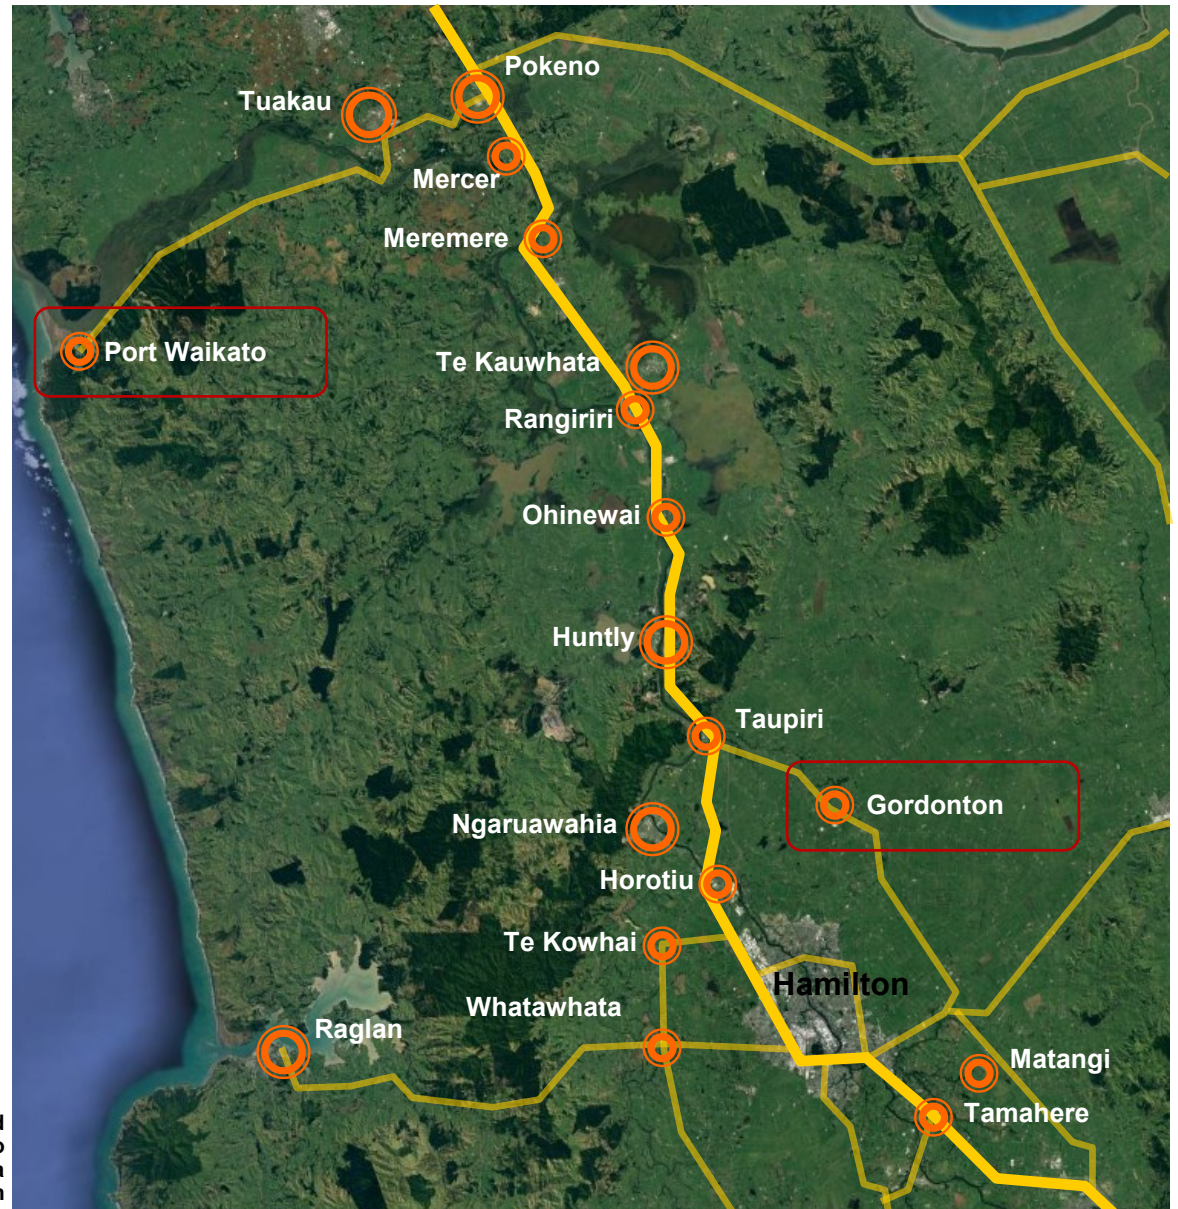 Pokeno
Tuakau
Mercer
Meremere
Port Waikato
Te Kauwhata
Rangiriri
Ohinewai
Huntly
Taupiri
Gordonton
Ngaruawahia
Horotiu
Te Kowhai
Hamilton
Whatawhata
Raglan
Matangi
Tamahere